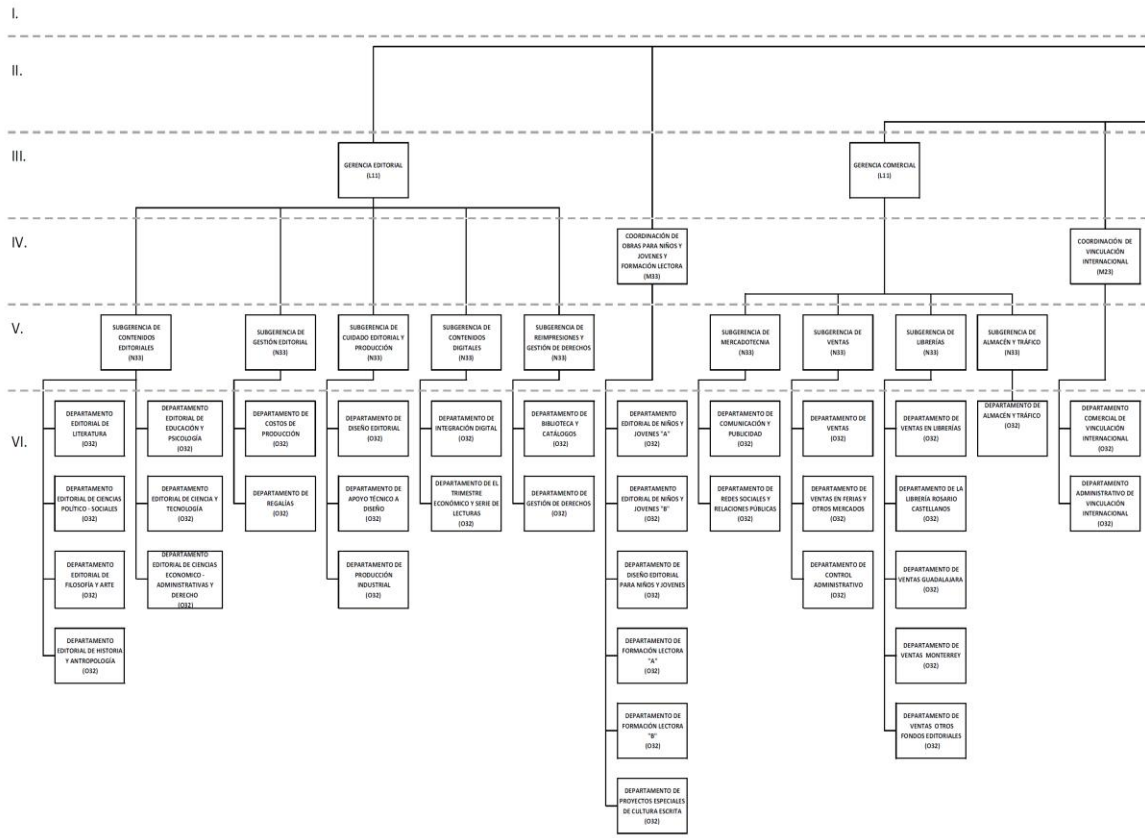 I.
II.
III.
GERENCIA EDITORIAL
(L11)
GERENCIA COMERCIAL
(L11)
IV.
COORDINACIÓN DE
OBRAS PARA NIÑOS Y
JOVENES Y
FORMACIÓN LECTORA
(M33)
COORDINACIÓN DE
VINCULACIÓN
INTERNACIONAL
(M23)
V.
SUBGERENCIA DE
CONTENIDOS
EDITORIALES
(N33)
SUBGERENCIA DE
GESTIÓN EDITORIAL
(N33)
SUBGERENCIA DE
CUIDADO EDITORIAL Y
PRODUCCIÓN
(N33)
SUBGERENCIA DE
CONTENIDOS
DIGITALES
(N33)
SUBGERENCIA DE
REIMPRESIONES Y
GESTIÓN DE DERECHOS
(N33)
SUBGERENCIA DE
MERCADOTECNIA
(N33)
SUBGERENCIA DE
VENTAS
(N33)
SUBGERENCIA DE
LIBRERÍAS
(N33)
SUBGERENCIA DE
ALMACÉN Y TRÁFICO
(N33)
VI.
DEPARTAMENTO
EDITORIAL DE
LITERATURA
(O32)
DEPARTAMENTO
EDITORIAL DE
EDUCACIÓN Y
PSICOLOGÍA
(O32)
DEPARTAMENTO DE
COSTOS DE
PRODUCCIÓN
(O32)
DEPARTAMENTO DE
DISEÑO EDITORIAL
(O32)
DEPARTAMENTO DE
INTEGRACIÓN DIGITAL
(O32)
DEPARTAMENTO DE
BIBLIOTECA Y
CATÁLOGOS
(O32)
DEPARTAMENTO
EDITORIAL DE NIÑOS Y
JOVENES "A"
(O32)
DEPARTAMENTO DE
COMUNICACIÓN Y
PUBLICIDAD
(O32)
DEPARTAMENTO DE
VENTAS
(O32)
DEPARTAMENTO DE
VENTAS EN LIBRERÍAS
(O32)
DEPARTAMENTO DE
ALMACÉN Y TRÁFICO
(O32)
DEPARTAMENTO
COMERCIAL DE
VINCULACIÓN
INTERNACIONAL
(O32)
DEPARTAMENTO
EDITORIAL DE CIENCIAS
POLÍTICO - SOCIALES
(O32)
DEPARTAMENTO
EDITORIAL DE CIENCIA Y
TECNOLOGÍA
(O32)
DEPARTAMENTO DE
REGALÍAS
(O32)
DEPARTAMENTO
DE APOYO TÉCNICO A
DISEÑO
(O32)
DEPARTAMENTO DE EL
TRIMESTRE
ECONÓMICO Y SERIE DE
LECTURAS
(O32)
DEPARTAMENTO DE
GESTIÓN DE DERECHOS
(O32)
DEPARTAMENTO
EDITORIAL DE NIÑOS Y
JOVENES "B"
(O32)
DEPARTAMENTO DE
REDES SOCIALES Y
RELACIONES PÚBLICAS
(O32)
DEPARTAMENTO DE
VENTAS EN FERIAS Y
OTROS MERCADOS
(O32)
DEPARTAMENTO DE LA
LIBRERÍA ROSARIO
CASTELLANOS
(O32)
DEPARTAMENTO
ADMINISTRATIVO DE
VINCULACIÓN
INTERNACIONAL
(O32)
DEPARTAMENTO
EDITORIAL DE
FILOSOFÍA Y ARTE
(O32)
DEPARTAMENTO
EDITORIAL DE CIENCIAS
ECONOMICO -
ADMINISTRATIVAS Y
DERECHO
(O32)
DEPARTAMENTO DE
PRODUCCIÓN
INDUSTRIAL
(O32)
DEPARTAMENTO DE
DISEÑO EDITORIAL
PARA NIÑOS Y JOVENES
(O32)
DEPARTAMENTO DE
CONTROL
ADMINISTRATIVO
(O32)
DEPARTAMENTO DE
VENTAS GUADALAJARA
(O32)
DEPARTAMENTO
EDITORIAL DE HISTORIA
Y ANTROPOLOGÍA
(O32)
DEPARTAMENTO DE
FORMACIÓN LECTORA
"A"
(O32)
DEPARTAMENTO DE
VENTAS MONTERREY
(O32)
DEPARTAMENTO DE
FORMACIÓN LECTORA
"B"
(O32)
DEPARTAMENTO DE
VENTAS OTROS
FONDOS EDITORIALES
(O32)
DEPARTAMENTO DE
PROYECTOS ESPECIALES
DE CULTURA ESCRITA
(O32)